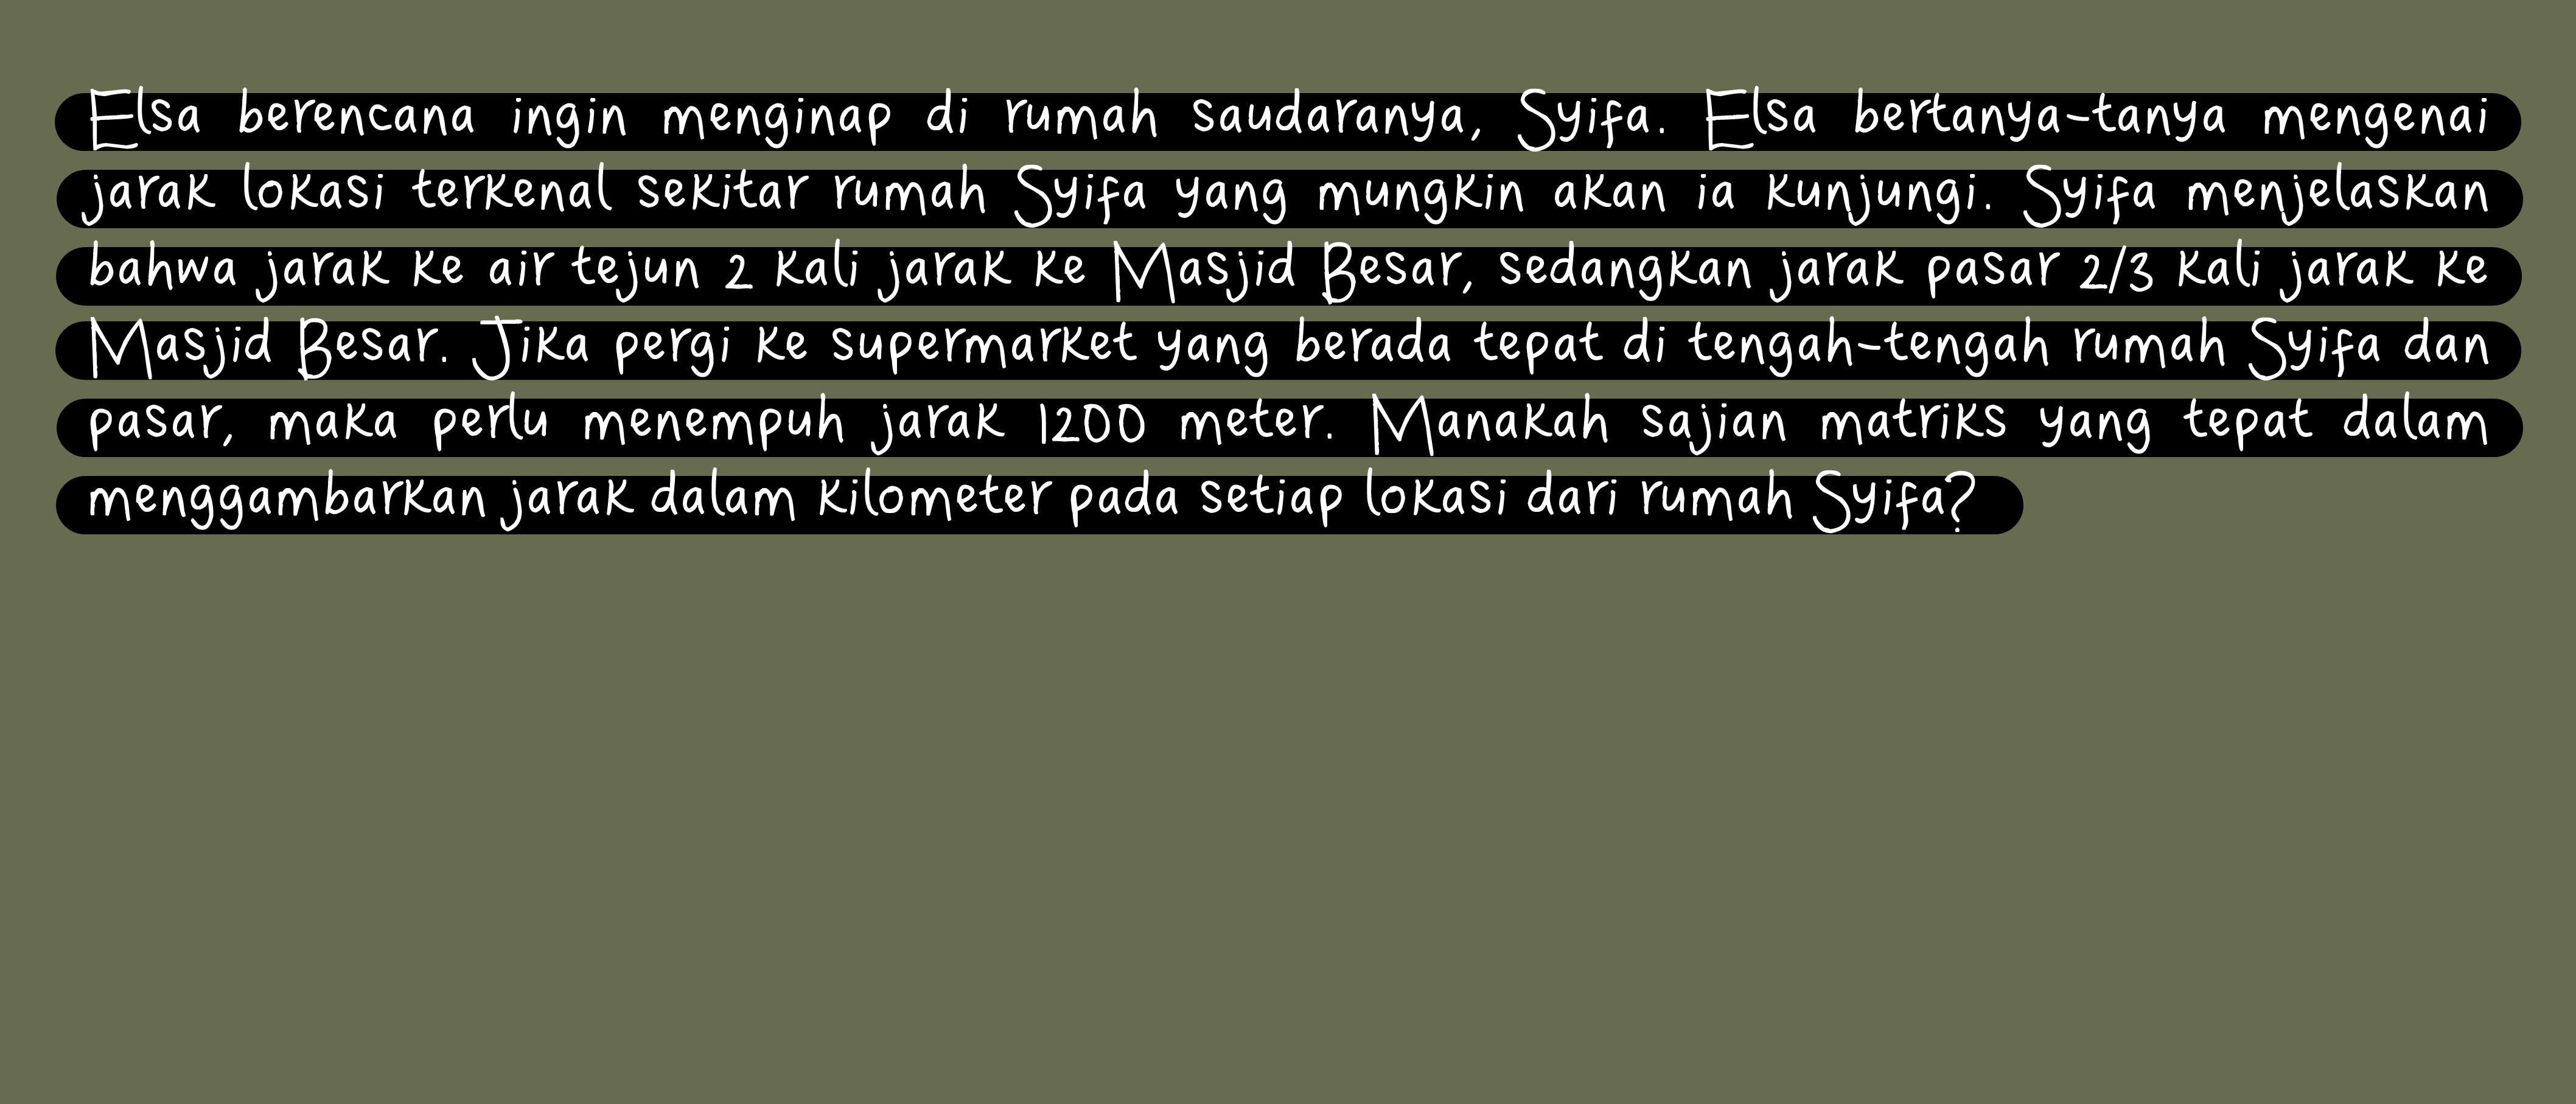 Elsa berencana ingin menginap di rumah saudaranya, Syifa. Elsa bertanya-tanya mengenai
jarak lokasi terkenal sekitar rumah Syifa yang mungkin akan ia kunjungi. Syifa menjelaskan
bahwa jarak ke air tejun 2 kali jarak ke Masjid Besar, sedangkan jarak pasar 2/3 kali jarak ke
Masjid Besar. Jika pergi ke supermarket yang berada tepat di tengah-tengah rumah Syifa dan
pasar, maka perlu menempuh jarak 1200 meter. Manakah sajian matriks yang tepat dalam
menggambarkan jarak dalam kilometer pada setiap lokasi dari rumah Syifa?